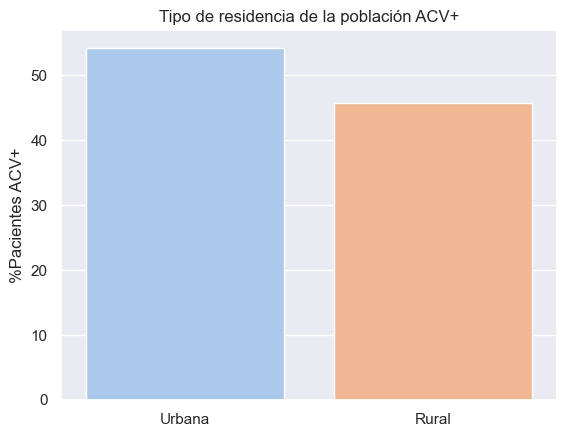 Tipo de residencia de la población ACV+
%Pacientes ACV+
50
40
30
20
10
0
Urbana
Rural